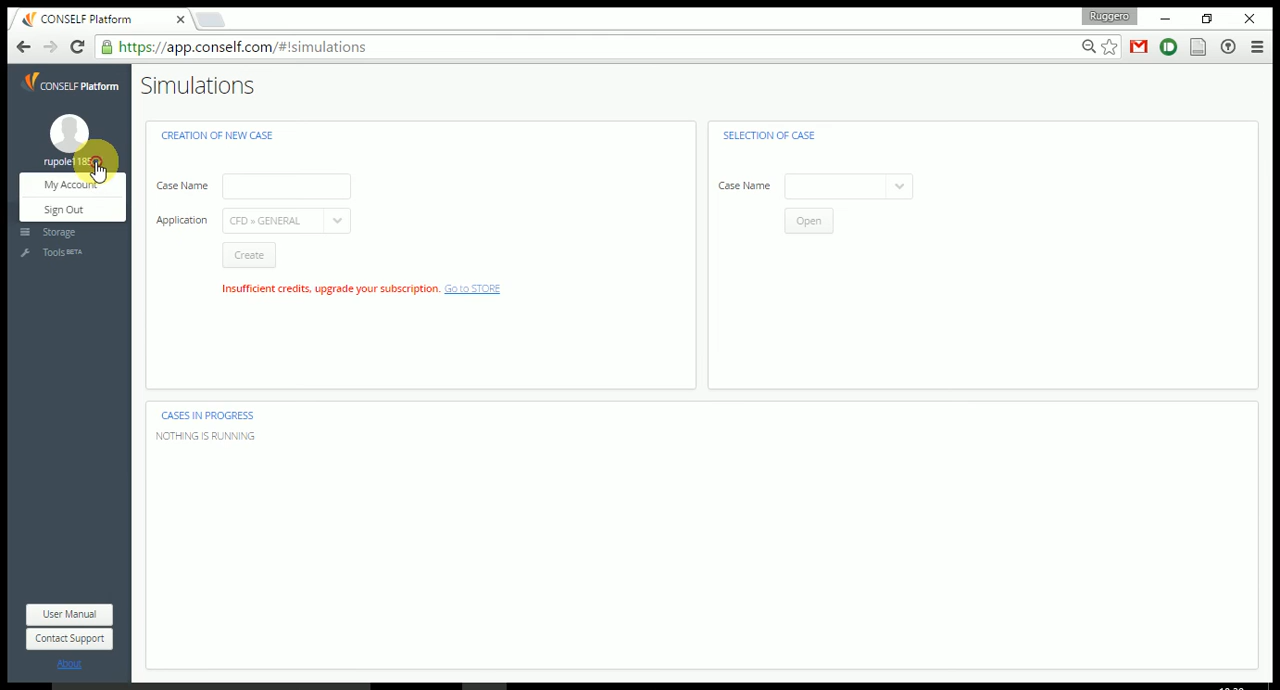 CONSELF Platform
Ruggero
https://app.conself.com/#!simulations
CONSELF Platform
Simulations
My Account
Sign Out
Storage
Tools BETA
CREATION OF NEW CASE
Case Name
Application
CFD » GENERAL
Create
Insufficient credits, upgrade your subscription. Go to STORE
SELECTION OF CASE
Case Name
Open
CASES IN PROGRESS
NOTHING IS RUNNING
User Manual
Contact Support
About